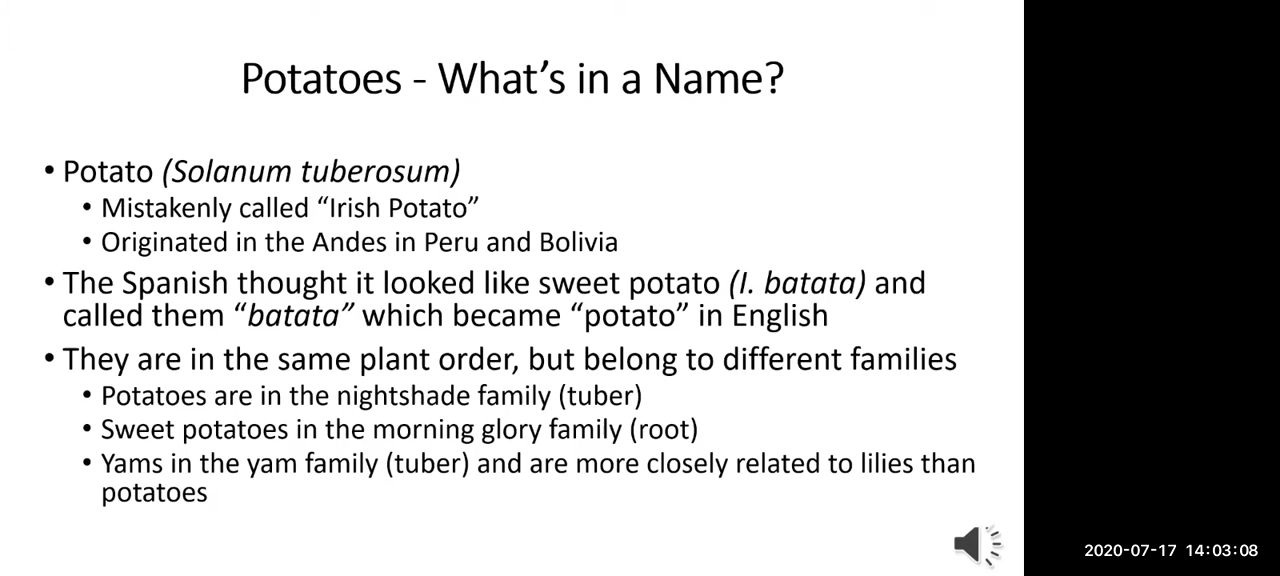 Potatoes - What's in a Name?
• Potato (Solanum tuberosum)
• Mistakenly called “Irish Potato”
• Originated in the Andes in Peru and Bolivia
• The Spanish thought it looked like sweet potato (I. batata) and
called them “batata” which became “potato” in English
• They are in the same plant order, but belong to different families
• Potatoes are in the nightshade family (tuber)
• Sweet potatoes in the morning glory family (root)
• Yams in the yam family (tuber) and are more closely related to lilies than
potatoes
2020-07-17 14:03:08